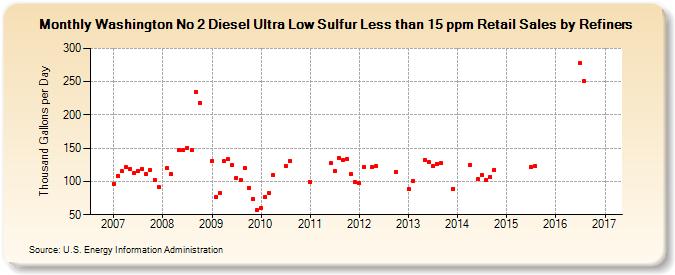 Monthly Washington No 2 Diesel Ultra Low Sulfur Less than 15 ppm Retail Sales by Refiners
Thousand Gallons per Day
300
250
200
150
100
50
2007 2008 2009 2010 2011 2012 2013 2014 2015 2016 2017
Source: U.S. Energy Information Administration